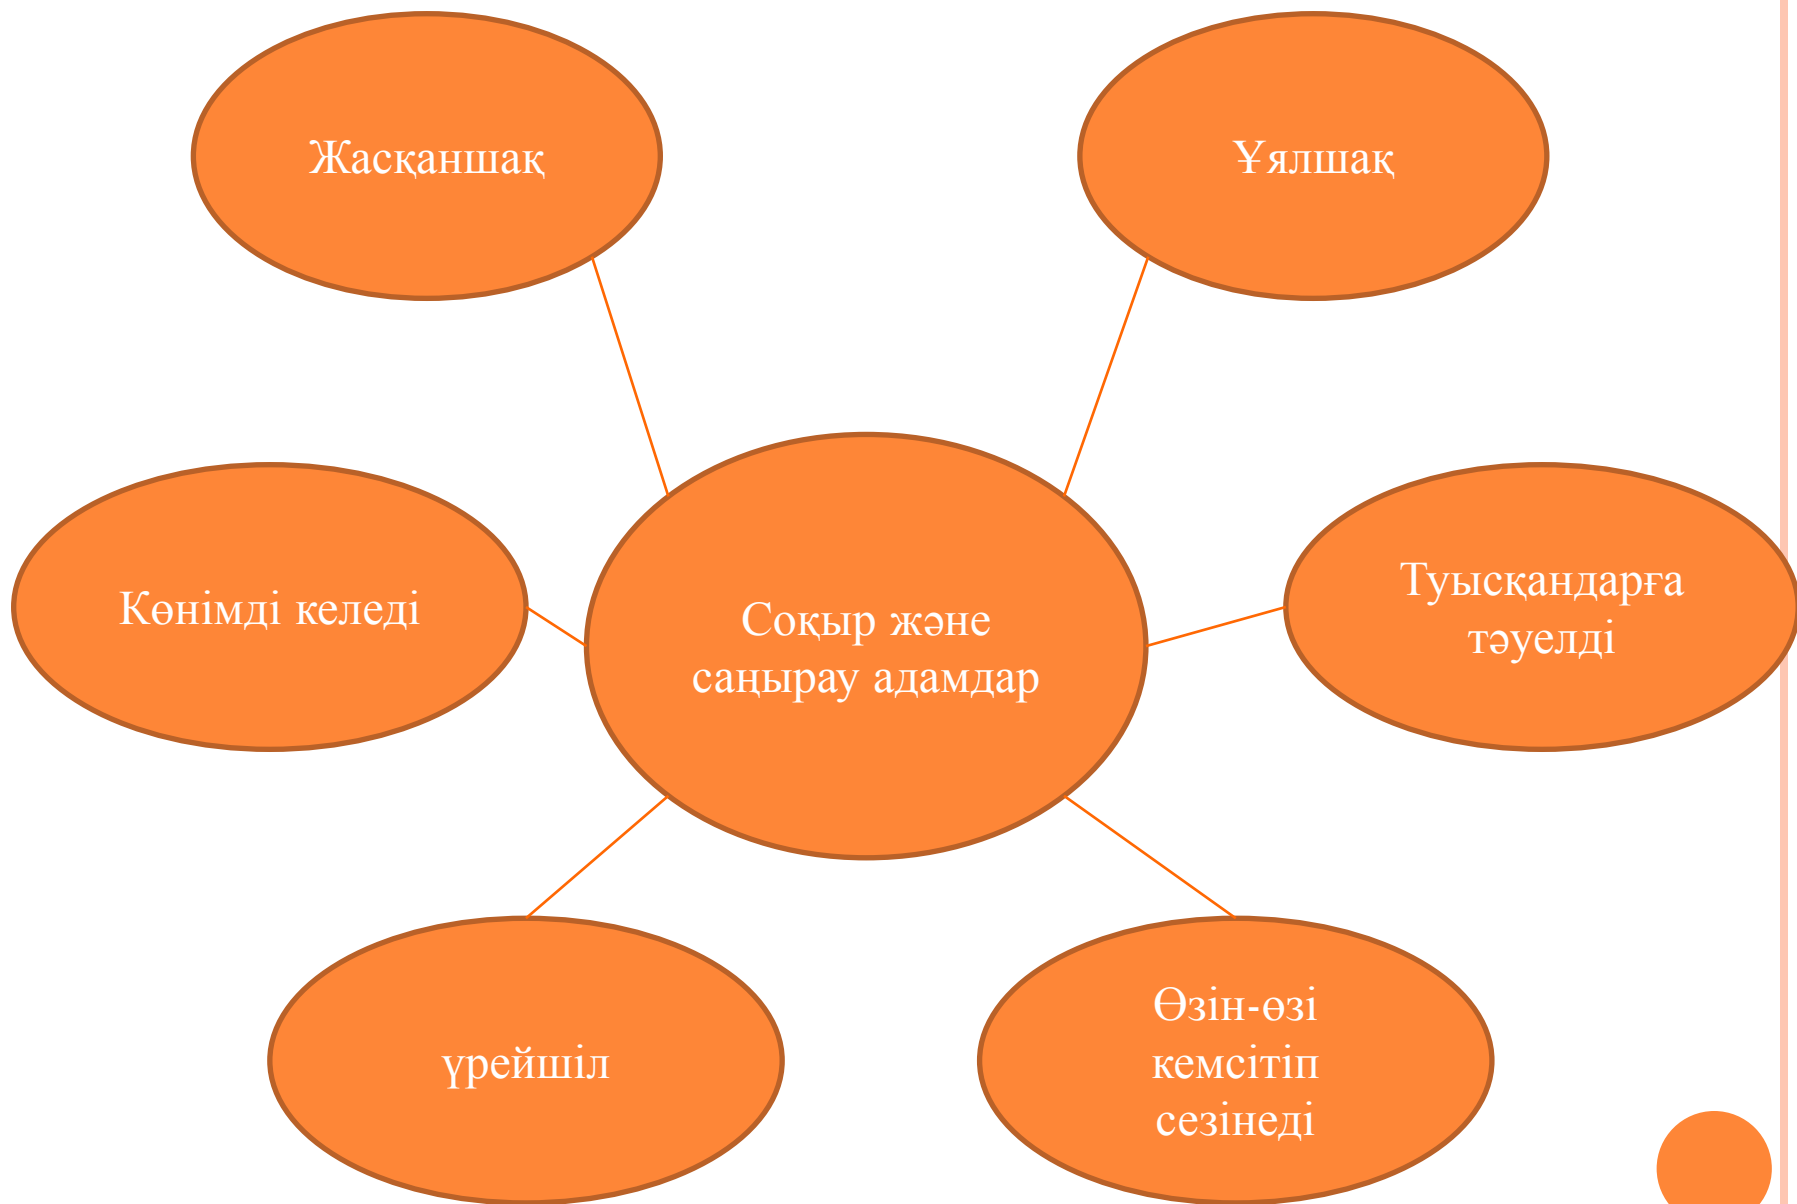 Жасқаншақ
Ұялшақ
Көнімді келеді
Соқыр және
саңырау адамдар
Туысқандарға
тәуелді
үрейшіл
Өзін-өзі
кемсітіп
сезінеді